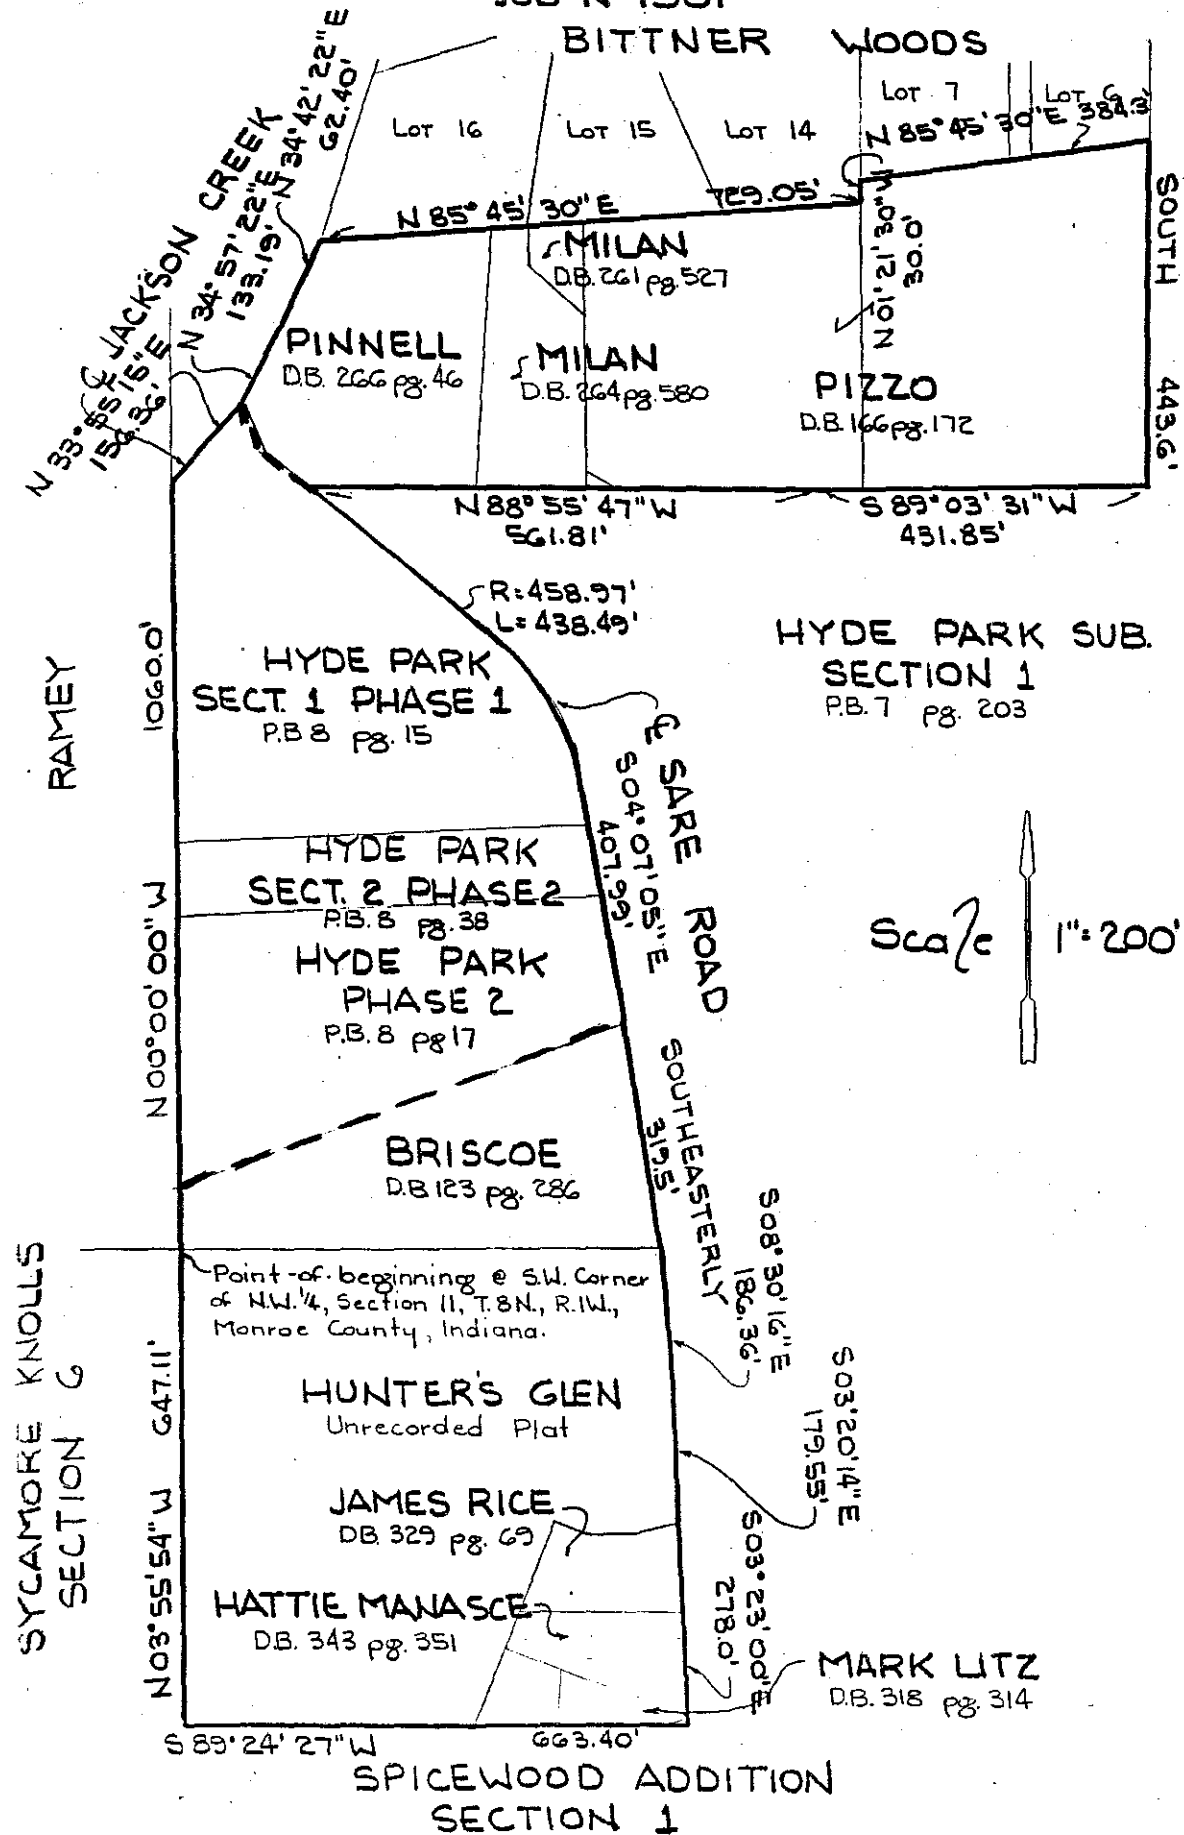 BITTNER WOODS
LOT 16
LOT 15
LOT 14
LOT 7
LOT 6
N 85° 45' 30" E 384.3'
N 34° 42' 22" E
62.40'
N 34° 57' 22" E
133.19'
℄ JACKSON CREEK
N 33° 55' 16" E
156.36'
N 85° 45' 30" E 729.05'
N 01° 12' 03" W
30.0'
SOUTH 443.6'
PINNELL
D.B. 266 pg. 46
MILAN
D.B. 261 pg. 527
MILAN
D.B. 264 pg. 580
PIZZO
D.B. 166 pg. 172
N 88° 55' 47" W
561.81'
S 89° 03' 31" W
431.85'
R=458.97'
L=438.49'
HYDE PARK SUB.
SECTION 1
P.B. 7 pg. 203
HYDE PARK
SECT. 1 PHASE 1
P.B 8 pg. 15
RAMEY
N 00° 00' 00" W 1060.0'
℄ SARE ROAD
S 04° 07' 05" E
407.99'
HYDE PARK
SECT. 2 PHASE 2
P.B. 8 pg. 38
HYDE PARK
PHASE 2
P.B. 8 pg 17
Scale 1"=200'
SOUTHEASTERLY
319.5'
BRISCOE
D.B 123 pg. 286
S 08° 30' 16" E
186.36'
Point-of-beginning @ S.W. Corner
of N.W. 1/4, Section 11, T. 8N., R.1W.,
Monroe County, Indiana.
SYCAMORE KNOLLS
SECTION 6
N 03° 55' 54" W 647.11'
HUNTER'S GLEN
Unrecorded Plat
S 03° 20' 14" E
179.55'
JAMES RICE
D.B. 329 pg. 69
S 03° 23' 00" E
278.0'
HATTIE MANASCE
D.B. 343 pg. 351
MARK LITZ
D.B. 318 pg. 314
S 89° 24' 27" W 663.40'
SPICEWOOD ADDITION
SECTION 1